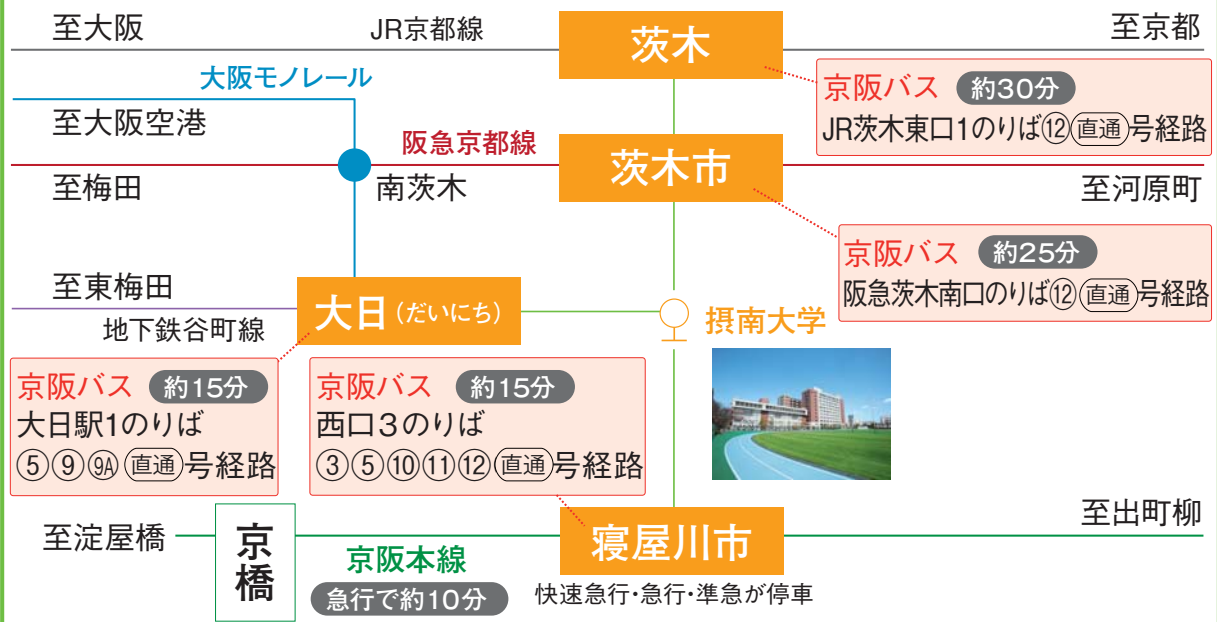 至大阪
JR京都線
茨木
至京都
大阪モノレール
京阪バス 約30分
JR茨木東口1のりば⑫直通号経路
至大阪空港
阪急京都線
茨木市
至梅田
南茨木
至河原町
京阪バス 約25分
阪急茨木南口のりば⑫直通号経路
至東梅田
大日(だいにち)
地下鉄谷町線
摂南大学
京阪バス 約15分
大日駅1のりば
⑤⑨9A直通号経路
京阪バス 約15分
西口3のりば
③⑤⑩⑪⑫直通号経路
至出町柳
至淀屋橋
京橋
京阪本線
急行で約10分
寝屋川市
快速急行・急行・準急が停車